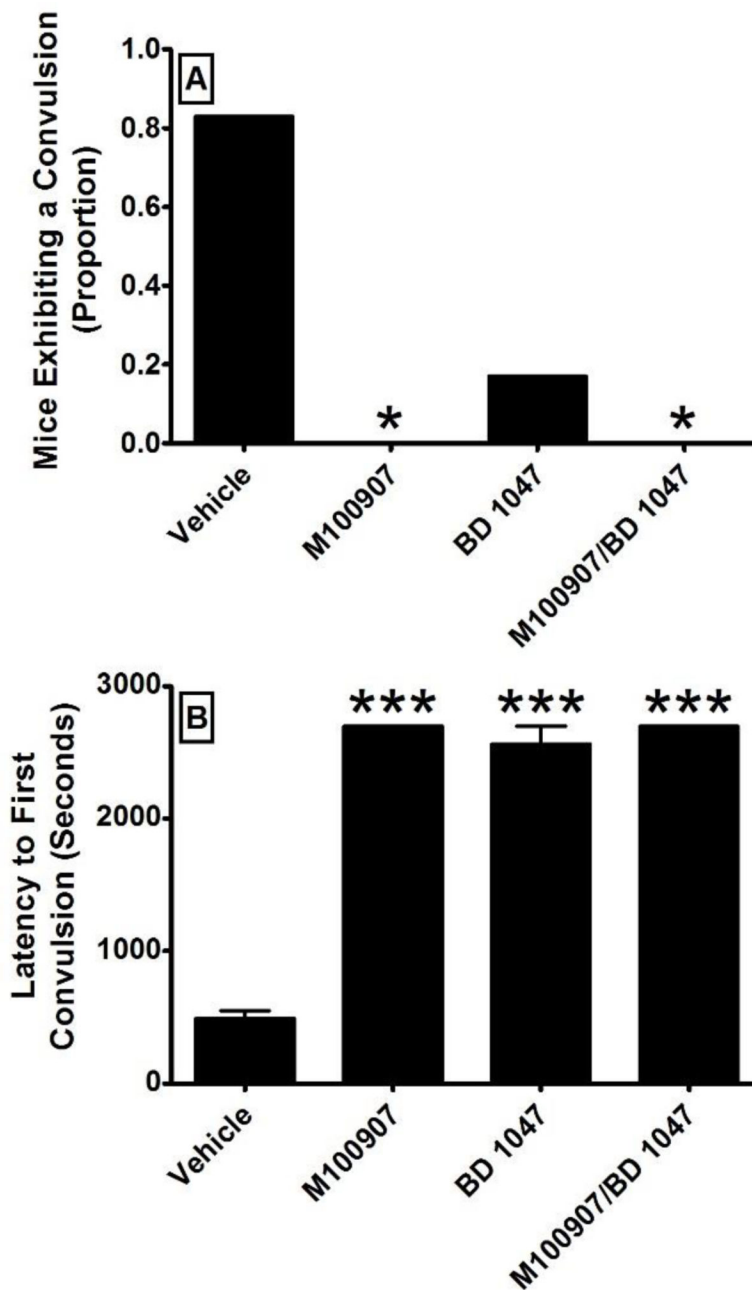 Mice Exhibiting a Convulsion
(Proportion)
A
1.0
0.8
0.6
0.4
0.2
0.0
*
*
Vehicle
M100907
BD 1047
M100907/BD 1047
Latency to First
Convulsion (Seconds)
B
3000
2000
1000
0
***
***
***
Vehicle
M100907
BD 1047
M100907/BD 1047